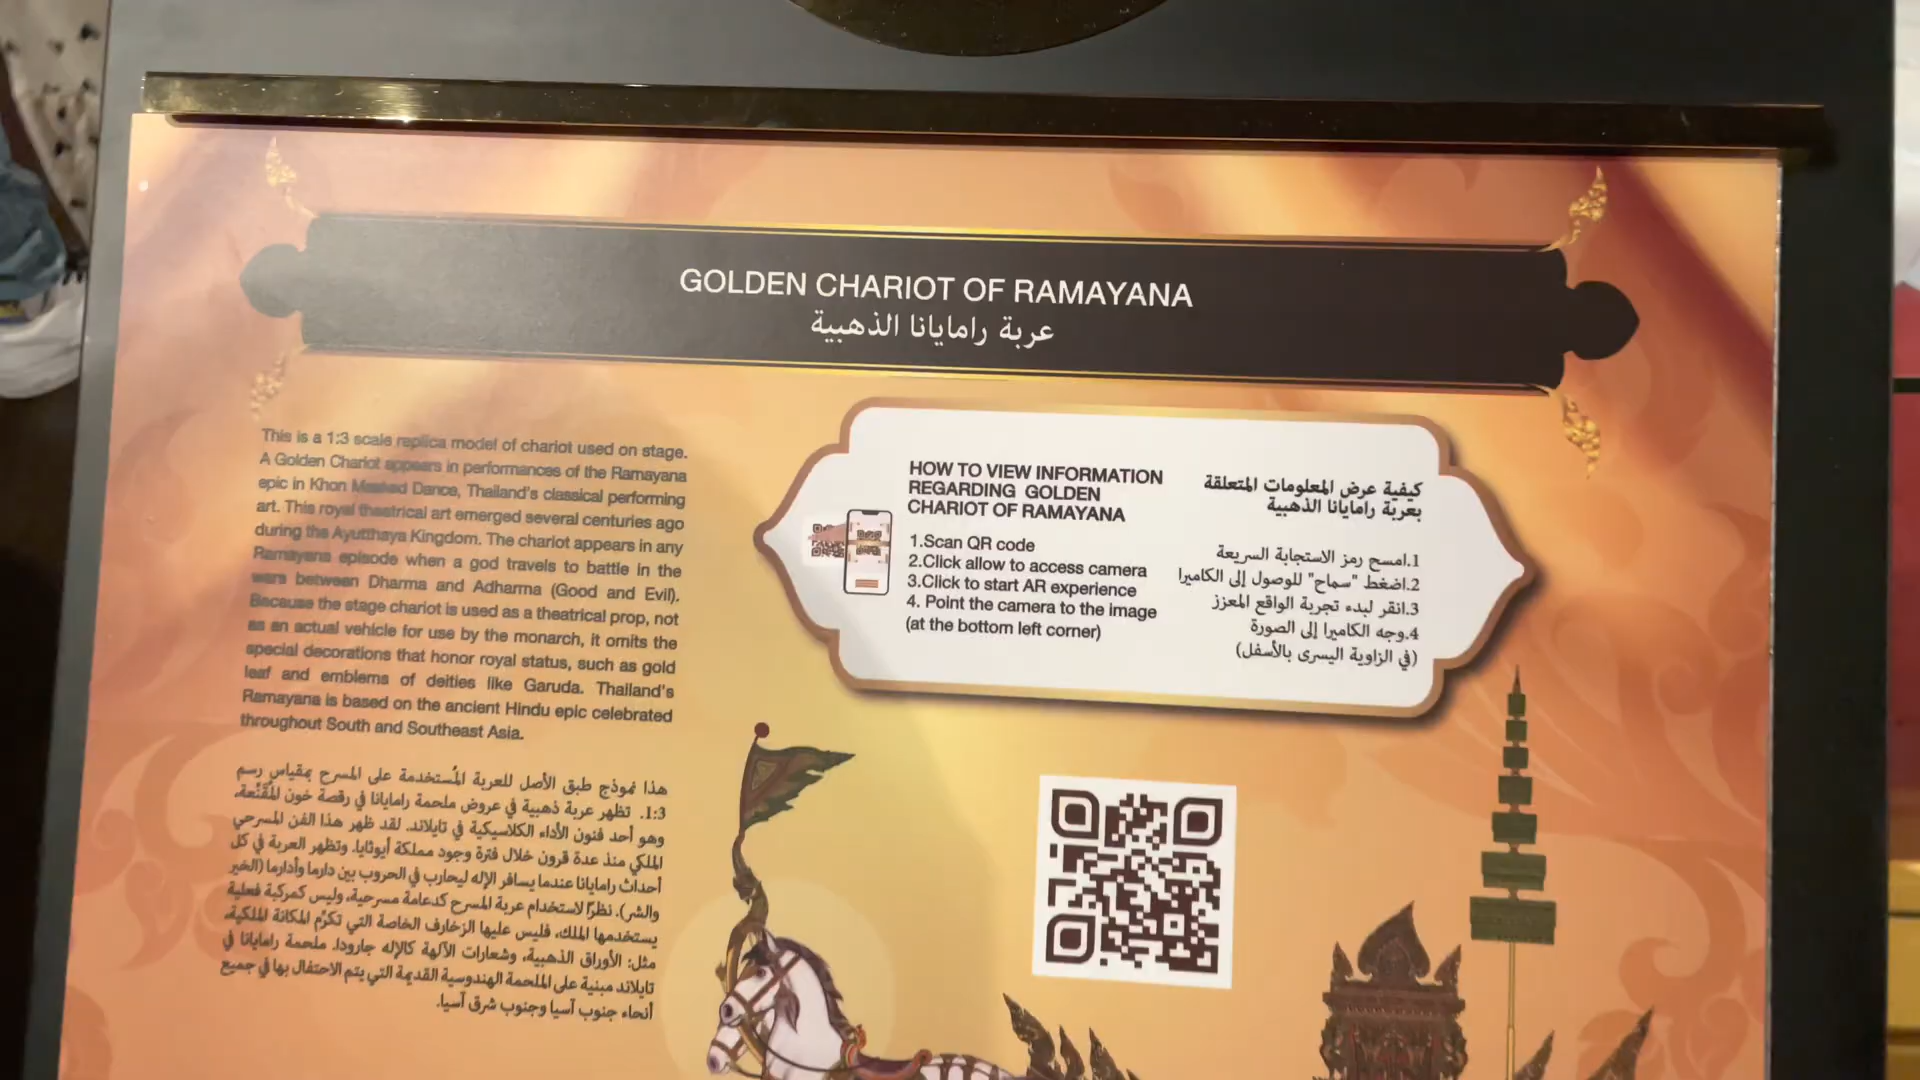 GOLDEN CHARIOT OF RAMAYANA
عربة رامايانا الذهبية
This is a 1:3 scale replica model of chariot used on stage.
A Golden Chariot appears in performances of the Ramayana
epic in Khon Masked Dance, Thailand's classical performing
art. This royal theatrical art emerged several centuries ago
during the Ayutthaya Kingdom. The chariot appears in any
Ramayana episode when a god travels to battle in the
wars between Dharma and Adharma (Good and Evil).
Because the stage chariot is used as a theatrical prop, not
as an actual vehicle for use by the monarch, it omits the
special decorations that honor royal status, such as gold
leaf and emblems of deities like Garuda. Thailand's
Ramayana is based on the ancient Hindu epic celebrated
throughout South and Southeast Asia.
هذا نموذج طبق الأصل للعربة المُستخدمة على المسرح بمقياس رسم
1:3. تظهر عربة ذهبية في عروض ملحمة رامايانا في رقصة خون المُقنَّعة،
وهو أحد فنون الأداء الكلاسيكية في تايلاند. لقد ظهر هذا الفن المسرحي
الملكي منذ عدة قرون خلال فترة وجود مملكة أيوثايا. وتظهر العربة في كل
أحداث رامايانا عندما يسافر الإله ليحارب في الحروب بين دارما وأدارما (الخير
والشر). نظرًا لاستخدام عربة المسرح كدعامة مسرحية، وليس كمركبة فعلية
يستخدمها الملك، فليس عليها الزخارف الخاصة التي تكرِّم المكانة الملكية،
مثل: الأوراق الذهبية، وشعارات الآلهة كالإله جارودا. ملحمة رامايانا في
تايلاند مبنية على الملحمة الهندوسية القديمة التي يتم الاحتفال بها في جميع
أنحاء جنوب آسيا وجنوب شرق آسيا.
HOW TO VIEW INFORMATION
REGARDING GOLDEN
CHARIOT OF RAMAYANA
1.Scan QR code
2.Click allow to access camera
3.Click to start AR experience
4. Point the camera to the image
(at the bottom left corner)
كيفية عرض المعلومات المتعلقة
بعربة رامايانا الذهبية
1.امسح رمز الاستجابة السريعة
2.اضغط "سماح" للوصول إلى الكاميرا
3.انقر لبدء تجربة الواقع المعزز
4.وجه الكاميرا إلى الصورة
(في الزاوية اليسرى بالأسفل)